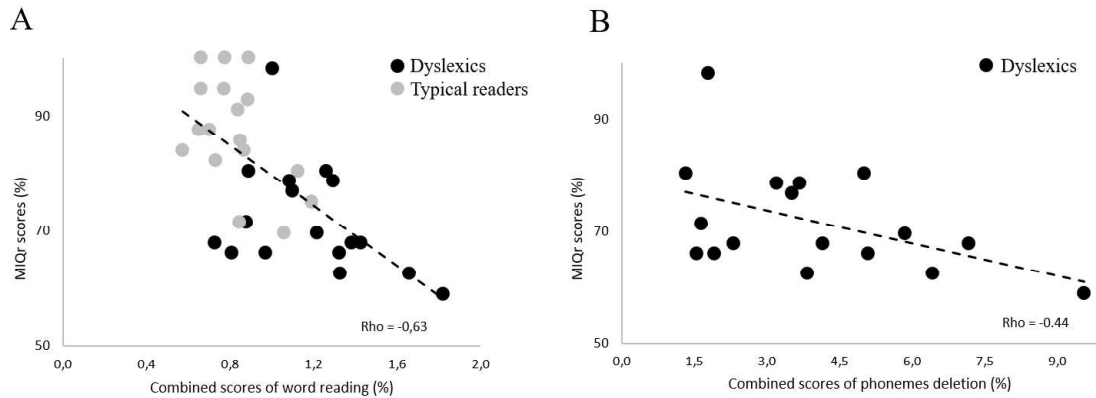 A
Dyslexics
Typical readers
90
70
50
MIQr scores (%)
Rho = -0,63
0,0 0,4 0,8 1,2 1,6 2,0
Combined scores of word reading (%)
B
Dyslexics
90
70
50
MIQr scores (%)
Rho = -0.44
0,0 1,5 3,0 4,5 6,0 7,5 9,0
Combined scores of phonemes deletion (%)